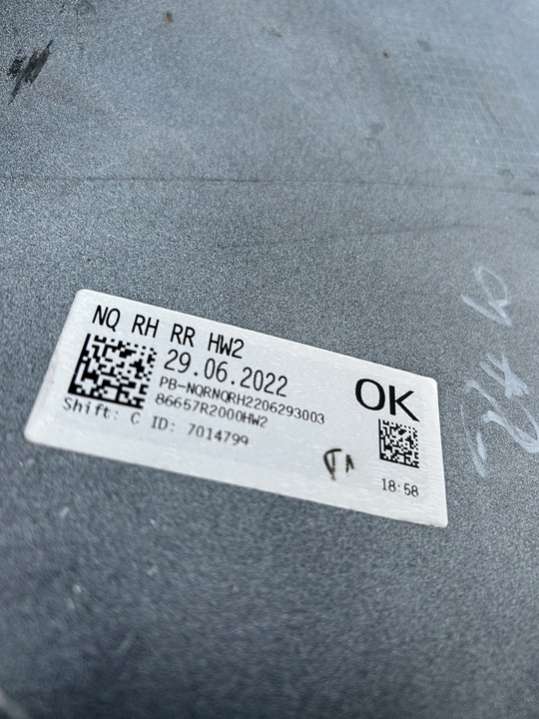 NQ RH RR HW2
29.06.2022
PB-NQRNQRH2206293003
86657R2000HW2
Shift: C ID: 7014799
OK
18:58